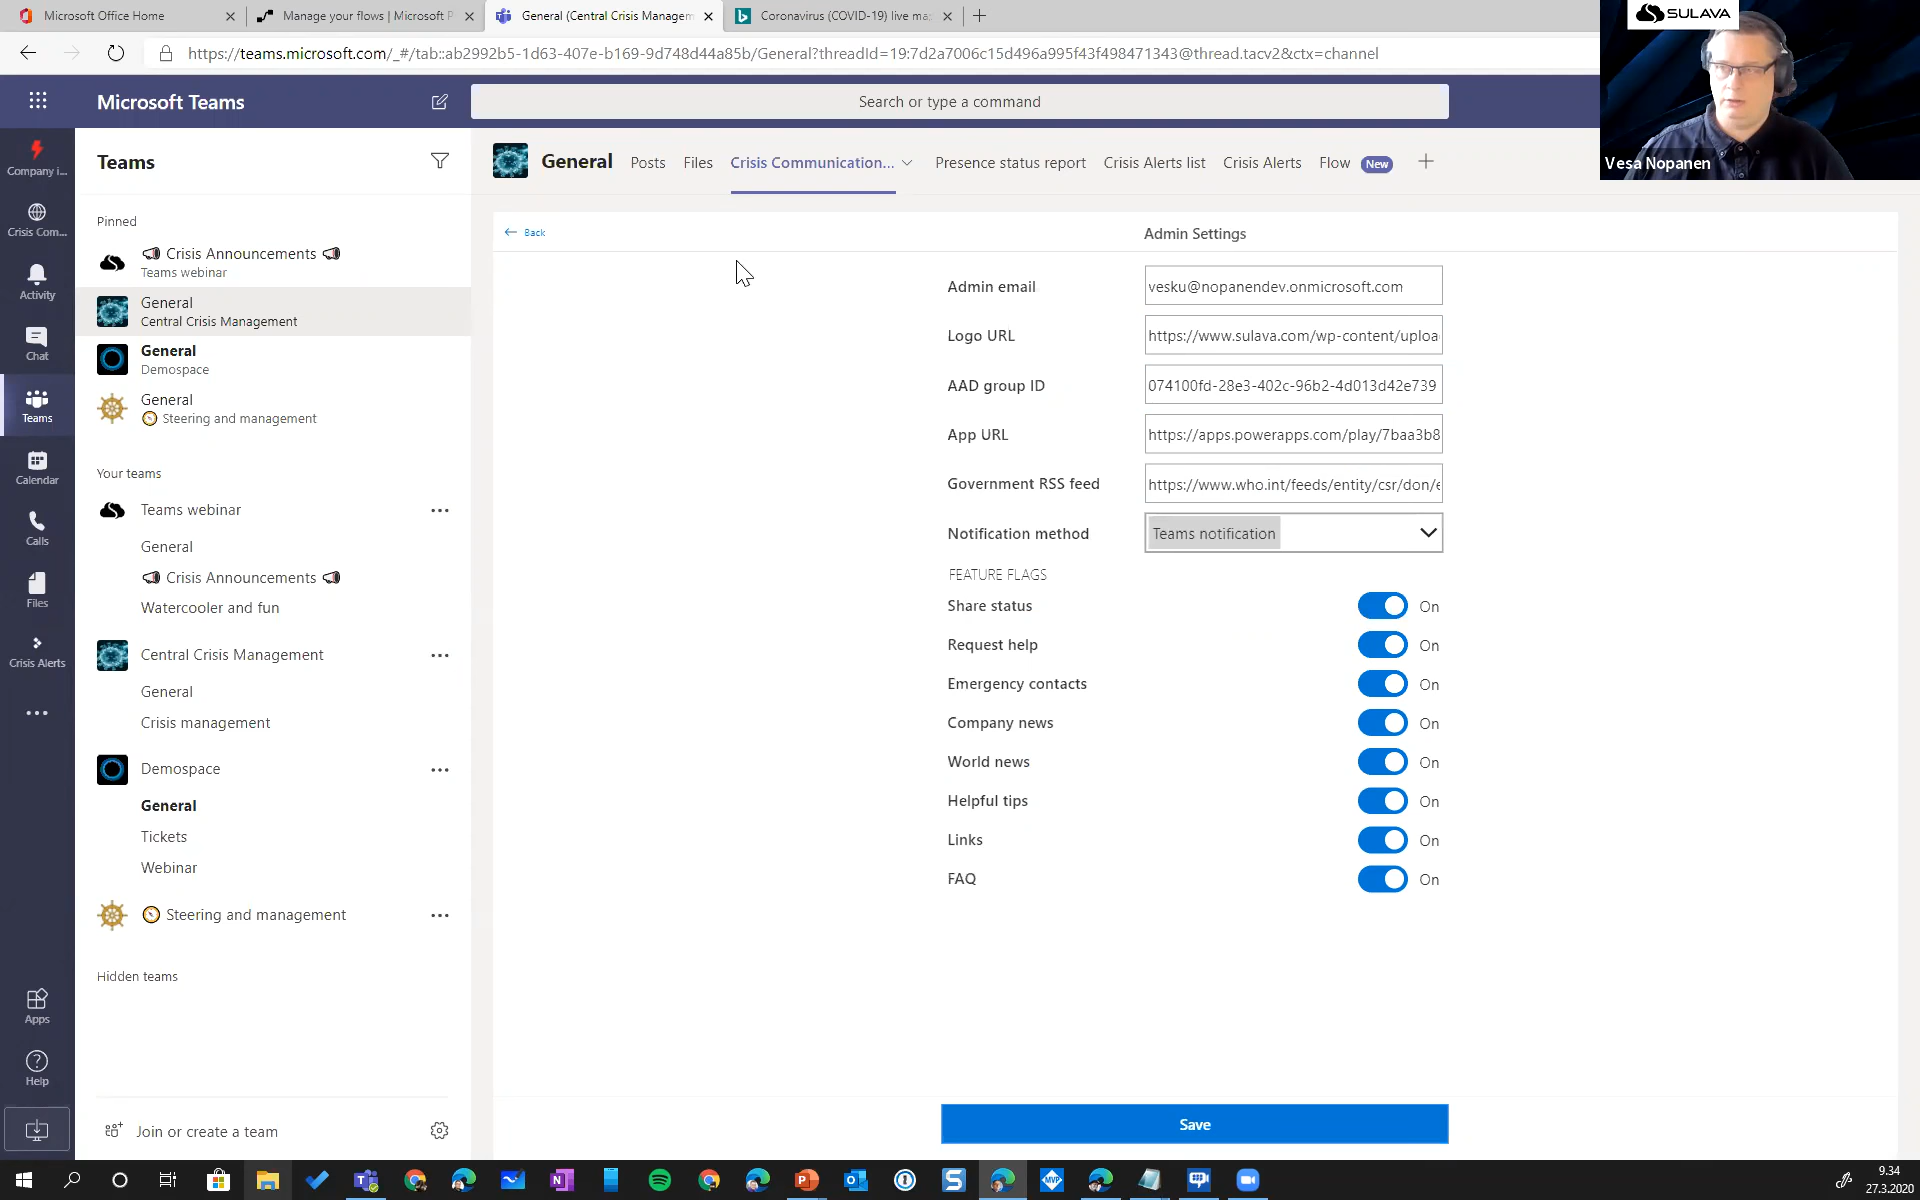 Microsoft Office Home
Manage your flows | Microsoft P
General (Central Crisis Managem
Coronavirus (COVID-19) live ma
https://teams.microsoft.com/_#/tab::ab2992b5-1d63-407e-b169-9d748d44a85b/General?threadId=19:7d2a7006c15d496a995f43f498471343@thread.tacv2&ctx=channel
SULAVA
Vesa Nopanen
Microsoft Teams
Search or type a command
Company i...
Crisis Com...
Activity
Chat
Teams
Calendar
Calls
Files
Crisis Alerts
Apps
Help
Teams
Pinned
Crisis Announcements
Teams webinar
General
Central Crisis Management
General
Demospace
General
Steering and management
Your teams
Teams webinar
General
Crisis Announcements
Watercooler and fun
Central Crisis Management
General
Crisis management
Demospace
General
Tickets
Webinar
Steering and management
Hidden teams
Join or create a team
General Posts Files Crisis Communication... Presence status report Crisis Alerts list Crisis Alerts Flow New
Back
Admin Settings
Admin email vesku@nopanendev.onmicrosoft.com
Logo URL https://www.sulava.com/wp-content/uploa
AAD group ID 074100fd-28e3-402c-96b2-4d013d42e739
App URL https://apps.powerapps.com/play/7baa3b8
Government RSS feed https://www.who.int/feeds/entity/csr/don/e
Notification method Teams notification
FEATURE FLAGS
Share status On
Request help On
Emergency contacts On
Company news On
World news On
Helpful tips On
Links On
FAQ On
Save
9.34
27.3.2020